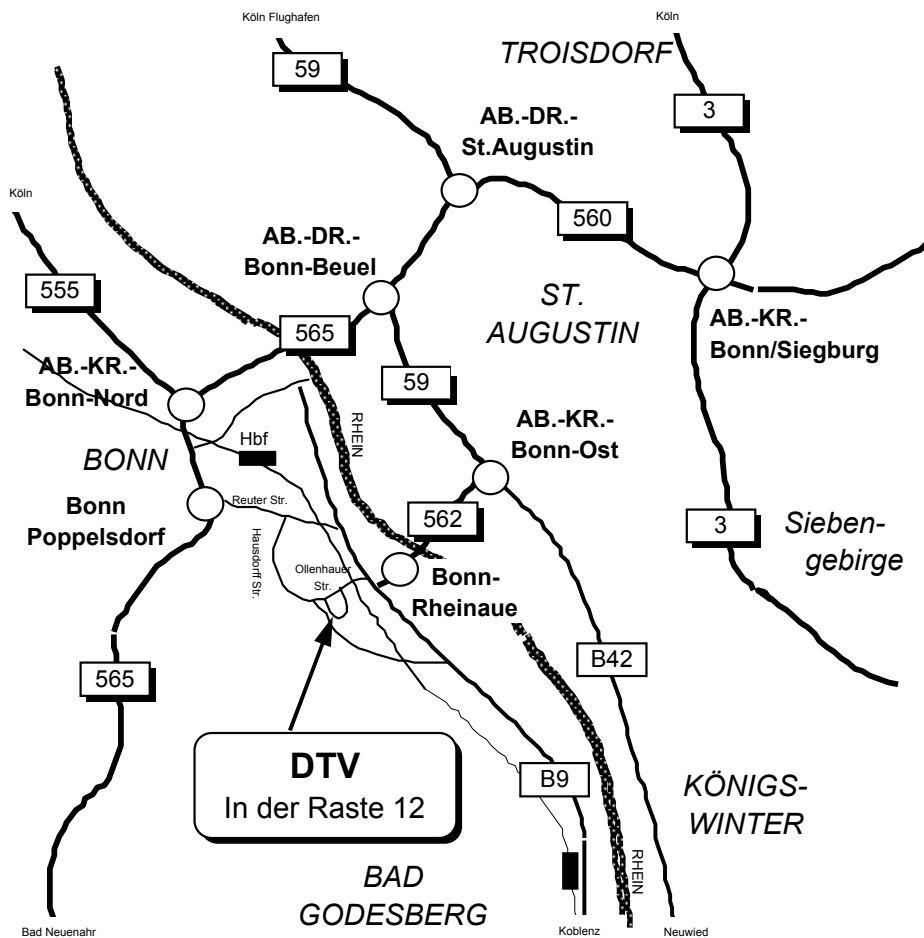 Köln Flughafen
Köln
TROISDORF
59
3
AB.-DR.-
St.Augustin
Köln
560
AB.-DR.-
Bonn-Beuel
555
ST.
AUGUSTIN
565
AB.-KR.-
Bonn/Siegburg
AB.-KR.-
Bonn-Nord
59
RHEIN
AB.-KR.-
Bonn-Ost
Hbf
BONN
Reuter Str.
Bonn
Poppelsdorf
562
3
Sieben-
gebirge
Hausdorff Str.
Ollenhauer
Str.
Bonn-
Rheinaue
B42
565
DTV
In der Raste 12
B9
KÖNIGS-
WINTER
RHEIN
BAD
GODESBERG
Bad Neuenahr
Koblenz
Neuwied